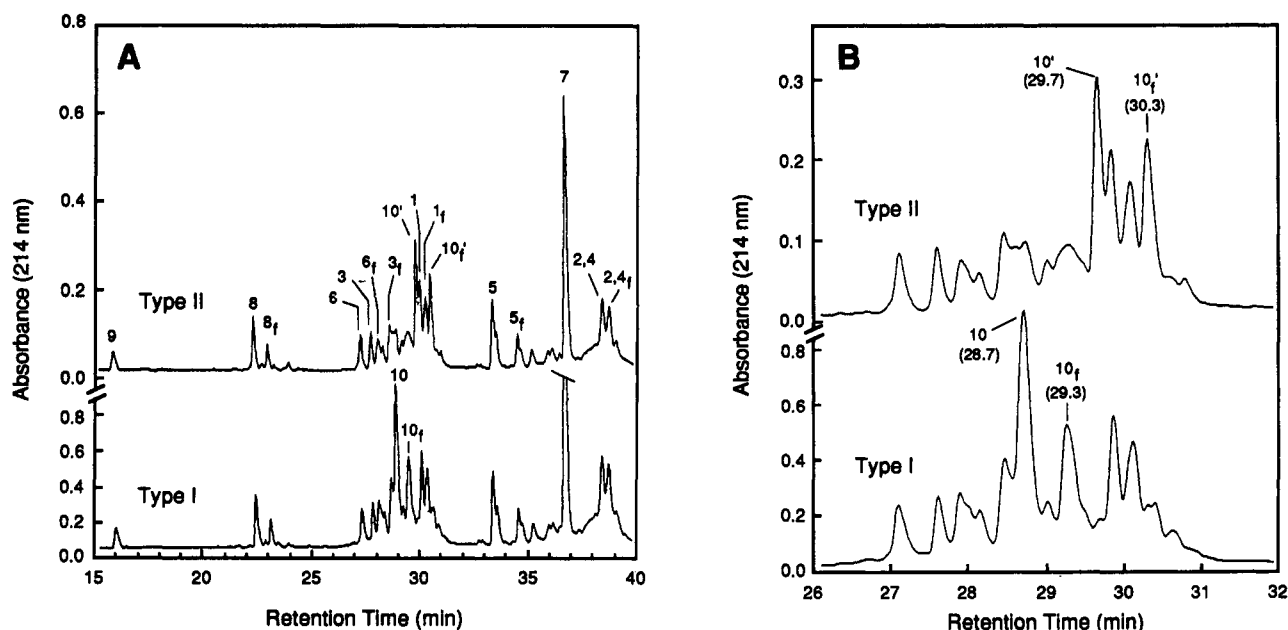 A
0.8
0.6
0.4
0.2
0.0
0.8
0.6
0.4
0.2
0.0
Absorbance (214 nm)
Type II
Type I
9
8
8f
6
3
6f
3f
10'
1
1f
10f'
5
5f
7
2,4
2,4f
10
10f
15
20
25
30
35
40
Retention Time (min)
B
0.3
0.2
0.1
0.0
0.8
0.6
0.4
0.2
0.0
Absorbance (214 nm)
Type II
Type I
10'
(29.7)
10f'
(30.3)
10
(28.7)
10f
(29.3)
26
27
28
29
30
31
32
Retention Time (min)